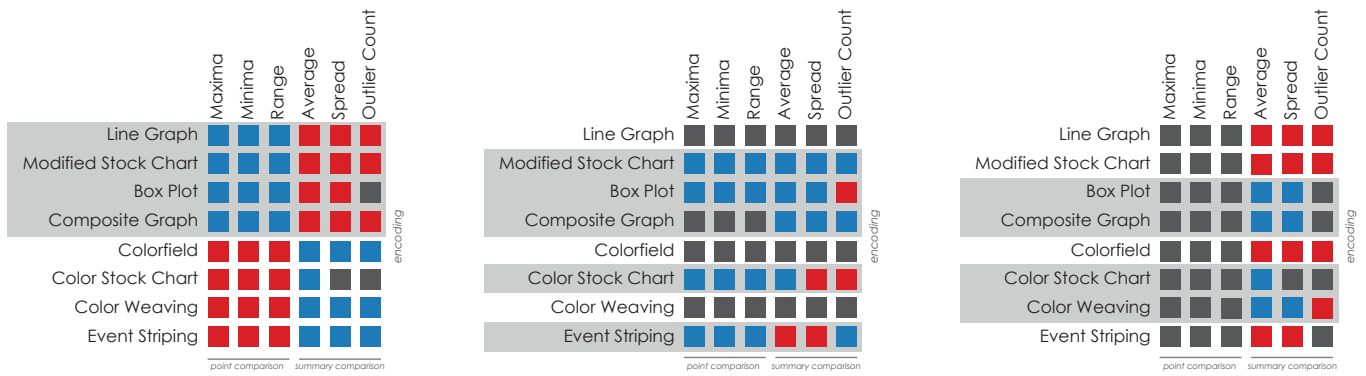 Maxima
Minima
Range
Average
Spread
Outlier Count
Line Graph
Modified Stock Chart
Box Plot
Composite Graph
Colorfield
Color Stock Chart
Color Weaving
Event Striping
encoding
point comparison
summary comparison
Maxima
Minima
Range
Average
Spread
Outlier Count
Line Graph
Modified Stock Chart
Box Plot
Composite Graph
Colorfield
Color Stock Chart
Color Weaving
Event Striping
encoding
point comparison
summary comparison
Maxima
Minima
Range
Average
Spread
Outlier Count
Line Graph
Modified Stock Chart
Box Plot
Composite Graph
Colorfield
Color Stock Chart
Color Weaving
Event Striping
encoding
point comparison
summary comparison